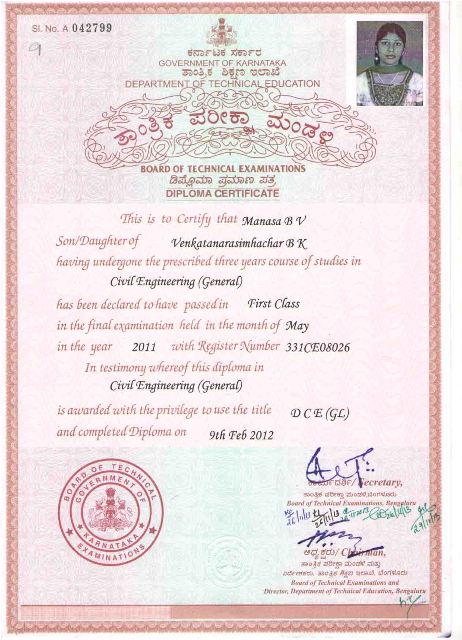 Sl. No. A 042799
9
ಕರ್ನಾಟಕ ಸರ್ಕಾರ
GOVERNMENT OF KARNATAKA
ತಾಂತ್ರಿಕ ಶಿಕ್ಷಣ ಇಲಾಖೆ
DEPARTMENT OF TECHNICAL EDUCATION
ತಾಂತ್ರಿಕ ಪರೀಕ್ಷಾ ಮಂಡಳಿ
BOARD OF TECHNICAL EXAMINATIONS
ಡಿಪ್ಲೊಮಾ ಪ್ರಮಾಣ ಪತ್ರ
DIPLOMA CERTIFICATE
This is to Certify that Manasa B V
Son/Daughter of Venkatanarasimhachar B K
having undergone the prescribed three years course of studies in
Civil Engineering (General)
has been declared to have passed in First Class
in the final examination held in the month of May
in the year 2011 with Register Number 331CE08026
In testimony whereof this diploma in
Civil Engineering (General)
is awarded with the privilege to use the title D C E (GL)
and completed Diploma on 9th Feb 2012
BOARD OF TECHNICAL EXAMINATIONS
GOVERNMENT OF KARNATAKA
ಕಾರ್ಯದರ್ಶಿ/ Secretary,
ತಾಂತ್ರಿಕ ಪರೀಕ್ಷಾ ಮಂಡಳಿ, ಬೆಂಗಳೂರು
Board of Technical Examinations, Bengaluru
26/11/13
ಅಧ್ಯಕ್ಷರು/ Chairman,
ತಾಂತ್ರಿಕ ಪರೀಕ್ಷಾ ಮಂಡಳಿ ಮತ್ತು
ನಿರ್ದೇಶಕರು, ತಾಂತ್ರಿಕ ಶಿಕ್ಷಣ ಇಲಾಖೆ, ಬೆಂಗಳೂರು
Board of Technical Examinations and
Director, Department of Technical Education, Bengaluru